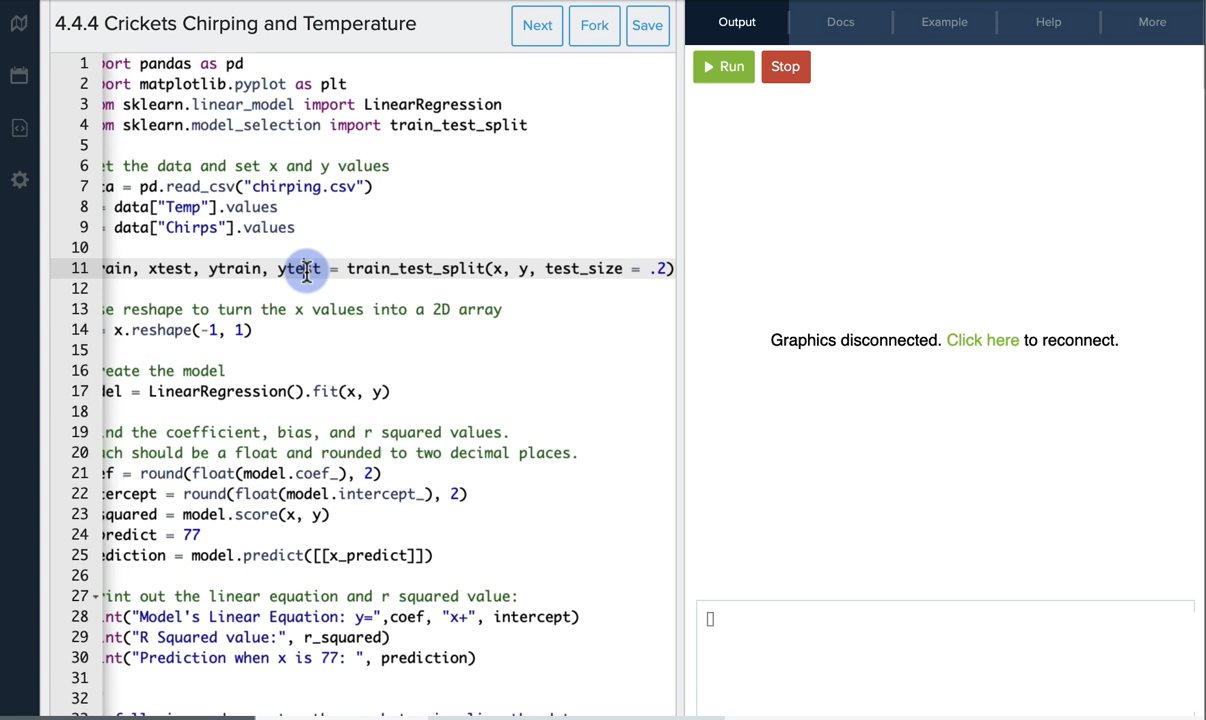 4.4.4 Crickets Chirping and Temperature
Next
Fork
Save
Output
Docs
Example
Help
More
Run
Stop
1 port pandas as pd
2 port matplotlib.pyplot as plt
3 om sklearn.linear_model import LinearRegression
4 om sklearn.model_selection import train_test_split
5
6 et the data and set x and y values
7 ta = pd.read_csv("chirping.csv")
8 = data["Temp"].values
9 = data["Chirps"].values
10
11 rain, xtest, ytrain, ytest = train_test_split(x, y, test_size = .2)
12
13 se reshape to turn the x values into a 2D array
14 = x.reshape(-1, 1)
15
16 reate the model
17 del = LinearRegression().fit(x, y)
18
19 nd the coefficient, bias, and r squared values.
20 ach should be a float and rounded to two decimal places.
21 ef = round(float(model.coef_), 2)
22 tercept = round(float(model.intercept_), 2)
23 squared = model.score(x, y)
24 predict = 77
25 ediction = model.predict([[x_predict]])
26
27 rint out the linear equation and r squared value:
28 int("Model's Linear Equation: y=",coef, "x+", intercept)
29 int("R Squared value:", r_squared)
30 int("Prediction when x is 77: ", prediction)
31
32
Graphics disconnected. Click here to reconnect.